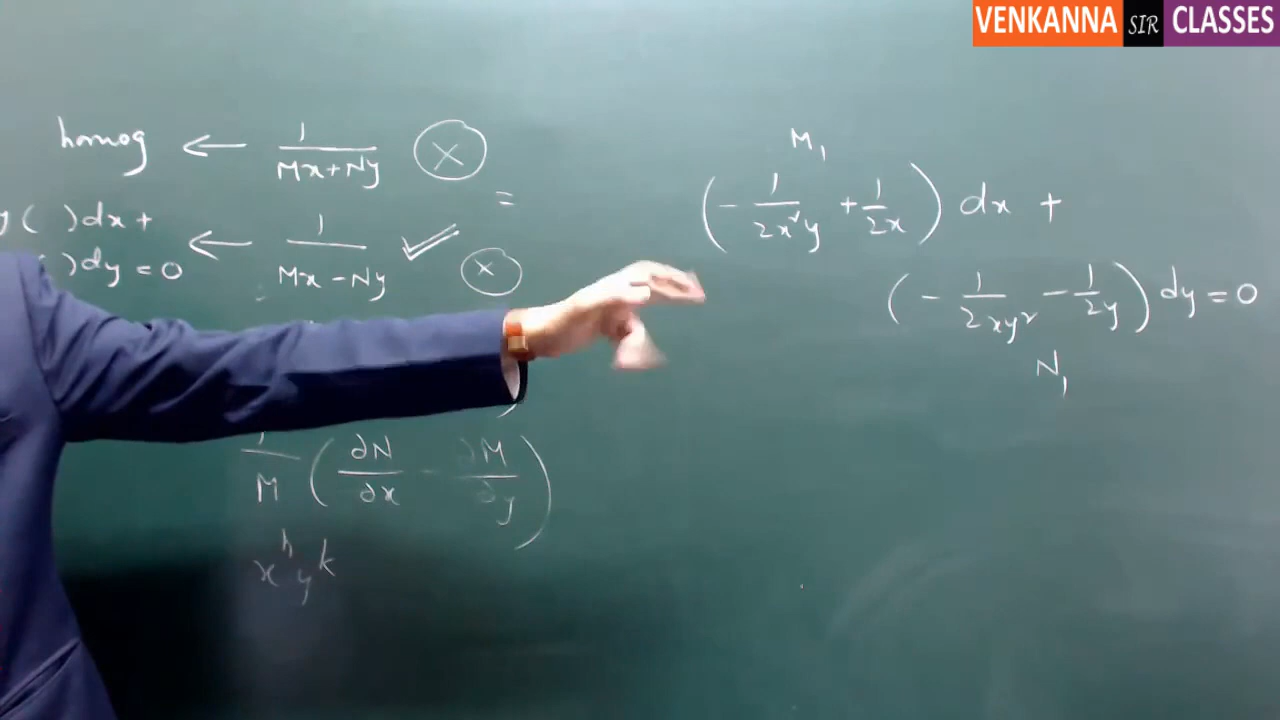 VENKANNA SIR CLASSES
homog ← 1/(Mx+Ny) ⓧ
y ( )dx +
( )dy = 0 ← 1/(Mx-Ny) ✓ ⓧ
1/M (∂N/∂x - ∂M/∂y)
x^h y^k
M₁
= (-1/(2x²y) + 1/(2x)) dx +
(-1/(2xy²) - 1/(2y)) dy = 0
N₁